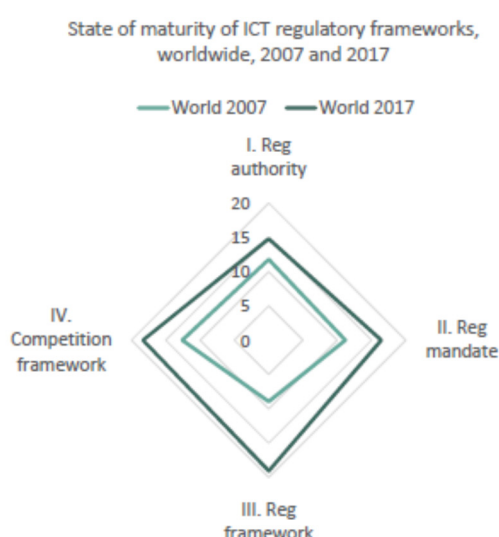 State of maturity of ICT regulatory frameworks,
worldwide, 2007 and 2017
World 2007 World 2017
I. Reg
authority
20
15
10
5
0
IV.
Competition
framework
II. Reg
mandate
III. Reg
framework